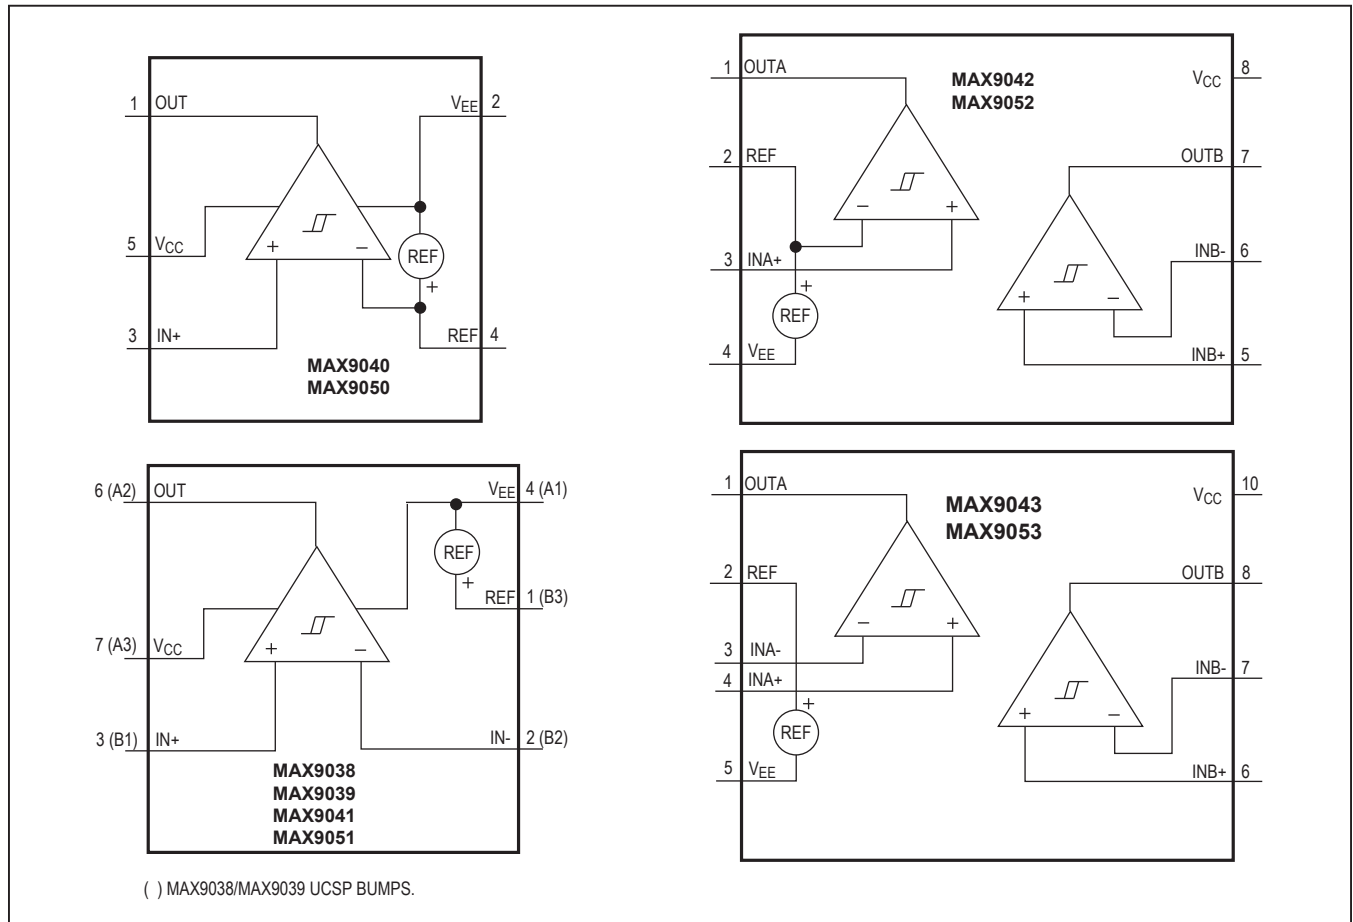 1 OUT
VEE 2
5 VCC
+ −
REF
+
3 IN+
REF 4
MAX9040
MAX9050
1 OUTA
MAX9042
MAX9052
VCC 8
2 REF
OUTB 7
− +
3 INA+
INB- 6
+
REF
+ −
4 VEE
INB+ 5
6 (A2) OUT
VEE 4 (A1)
REF
+
REF 1 (B3)
7 (A3) VCC
+ −
3 (B1) IN+
IN- 2 (B2)
MAX9038
MAX9039
MAX9041
MAX9051
1 OUTA
MAX9043
MAX9053
VCC 10
2 REF
OUTB 8
− +
3 INA-
4 INA+
INB- 7
+
REF
+ −
5 VEE
INB+ 6
( ) MAX9038/MAX9039 UCSP BUMPS.